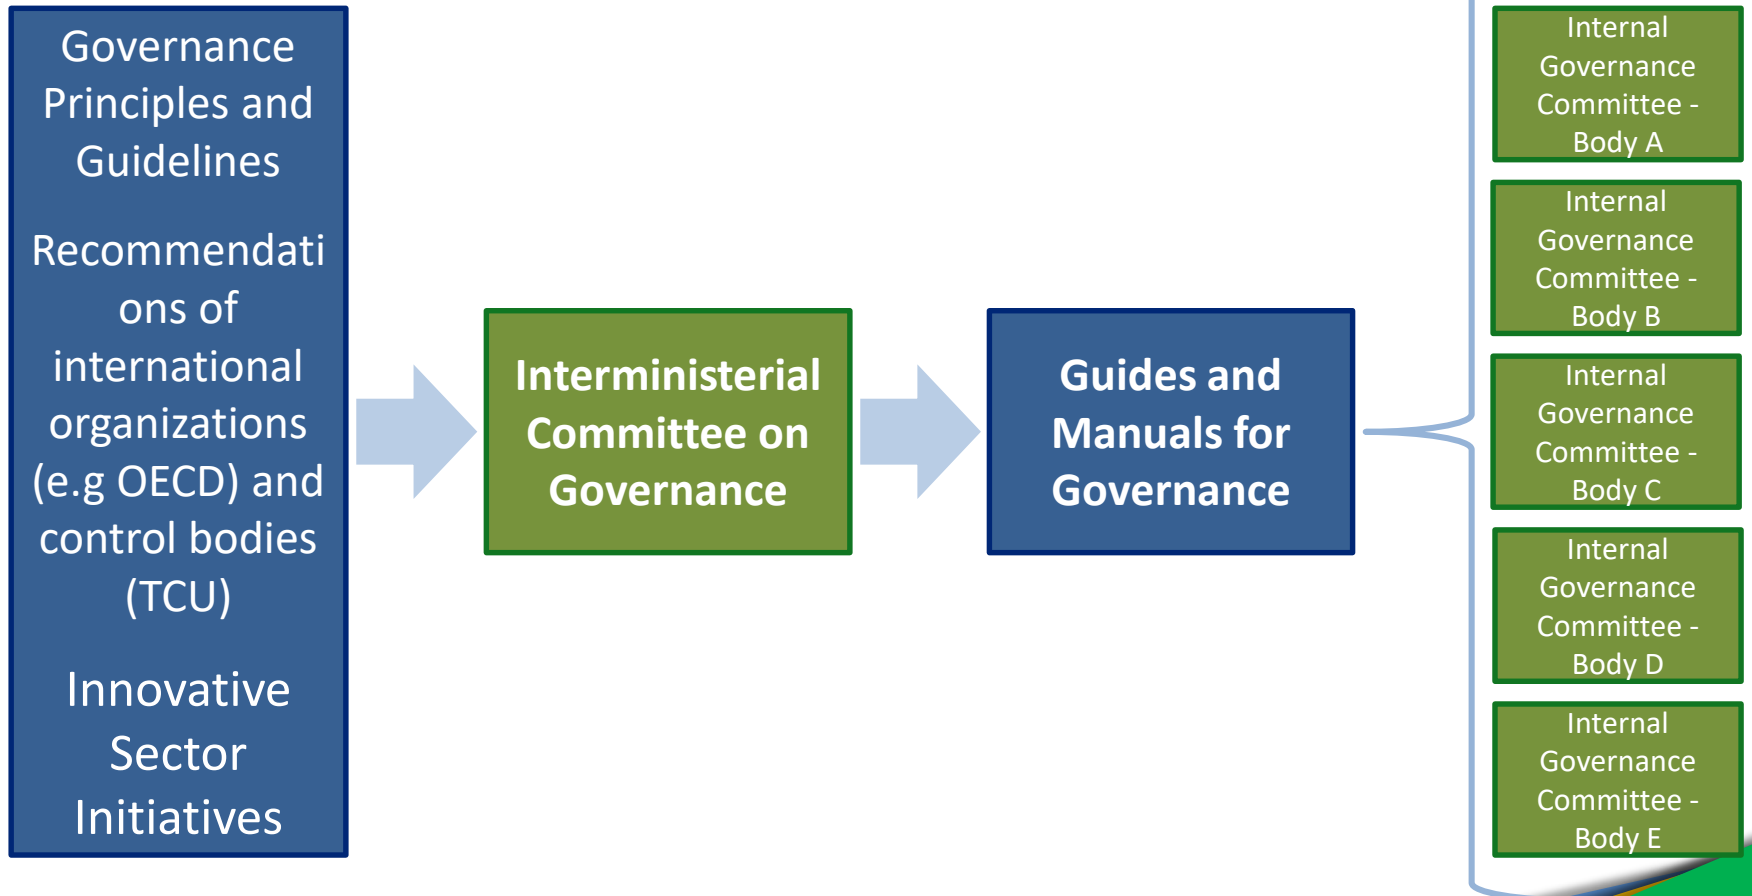 Governance
Principles and
Guidelines
Recommendati
ons of
international
organizations
(e.g OECD) and
control bodies
(TCU)
Innovative
Sector
Initiatives
Interministerial
Committee on
Governance
Guides and
Manuals for
Governance
Internal
Governance
Committee -
Body A
Internal
Governance
Committee -
Body B
Internal
Governance
Committee -
Body C
Internal
Governance
Committee -
Body D
Internal
Governance
Committee -
Body E